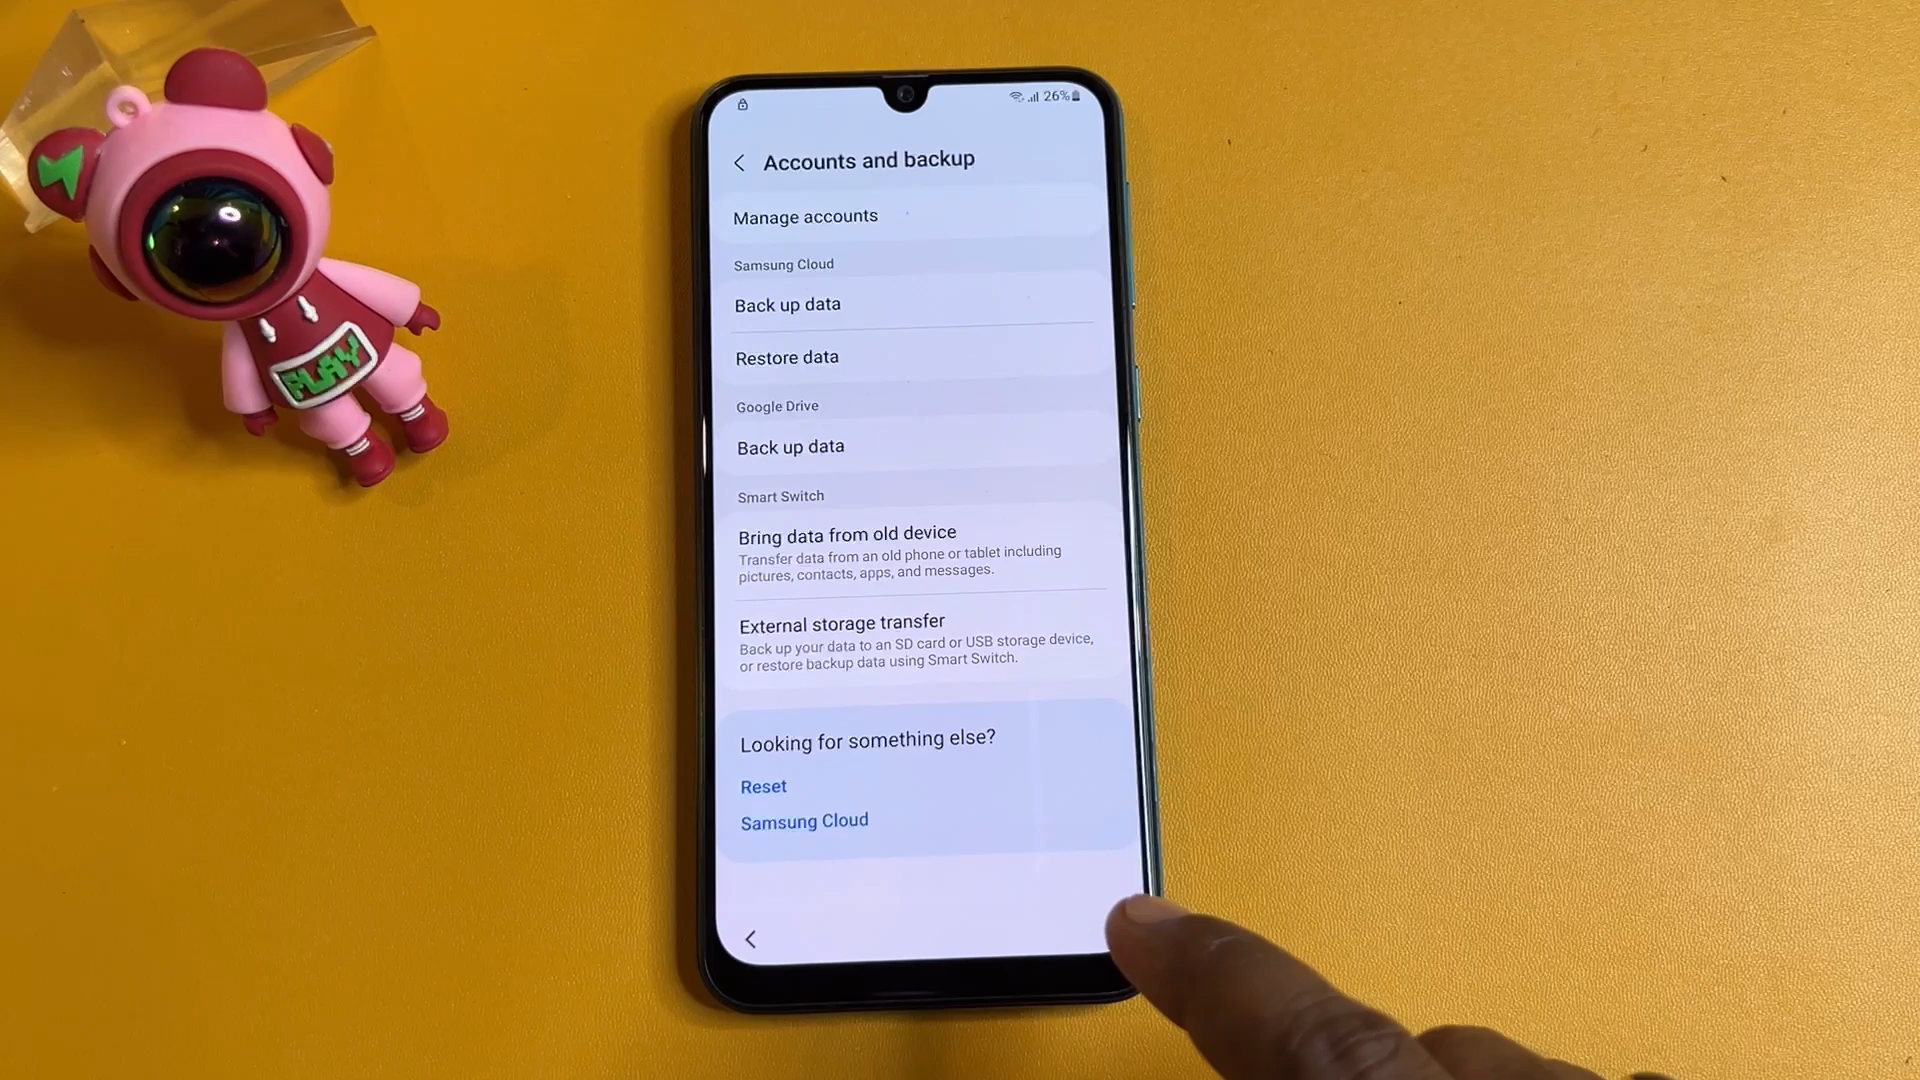 26%
Accounts and backup
Manage accounts
Samsung Cloud
Back up data
Restore data
Google Drive
Back up data
Smart Switch
Bring data from old device
Transfer data from an old phone or tablet including
pictures, contacts, apps, and messages.
External storage transfer
Back up your data to an SD card or USB storage device,
or restore backup data using Smart Switch.
Looking for something else?
Reset
Samsung Cloud
PLAY